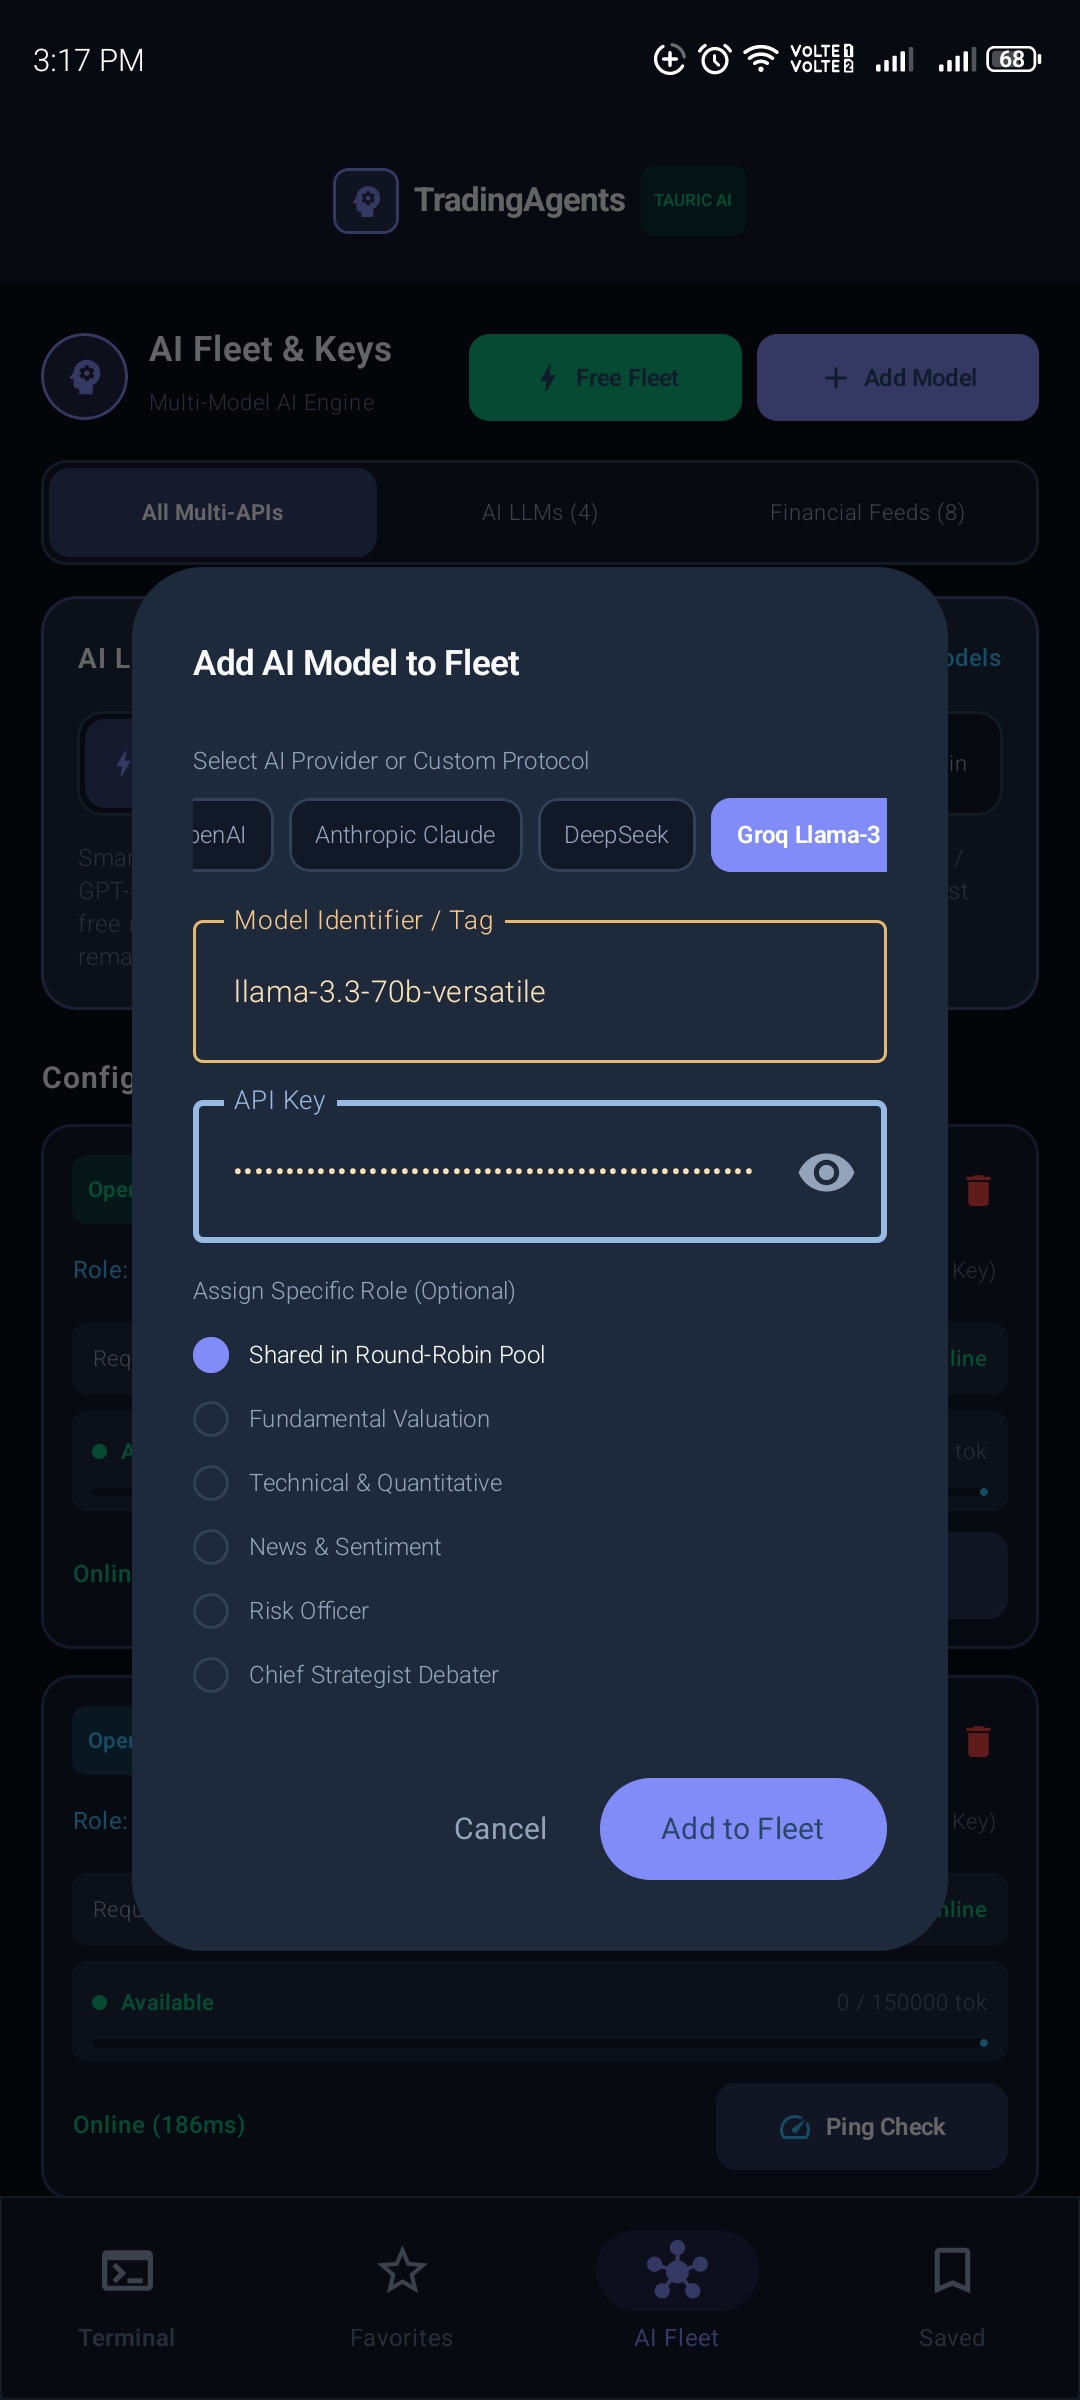 3:17 PM
VOLTE 1
VOLTE 2
68
TradingAgents
TAURIC AI
AI Fleet & Keys
Multi-Model AI Engine
Free Fleet
Add Model
All Multi-APIs
AI LLMs (4)
Financial Feeds (8)
Add AI Model to Fleet
Select AI Provider or Custom Protocol
Anthropic Claude
DeepSeek
Groq Llama-3
Model Identifier / Tag
llama-3.3-70b-versatile
API Key
Assign Specific Role (Optional)
Shared in Round-Robin Pool
Fundamental Valuation
Technical & Quantitative
News & Sentiment
Risk Officer
Chief Strategist Debater
Cancel
Add to Fleet
Role:
Key)
Role:
Key)
Available
0 / 150000 tok
Online (186ms)
Ping Check
Terminal
Favorites
AI Fleet
Saved